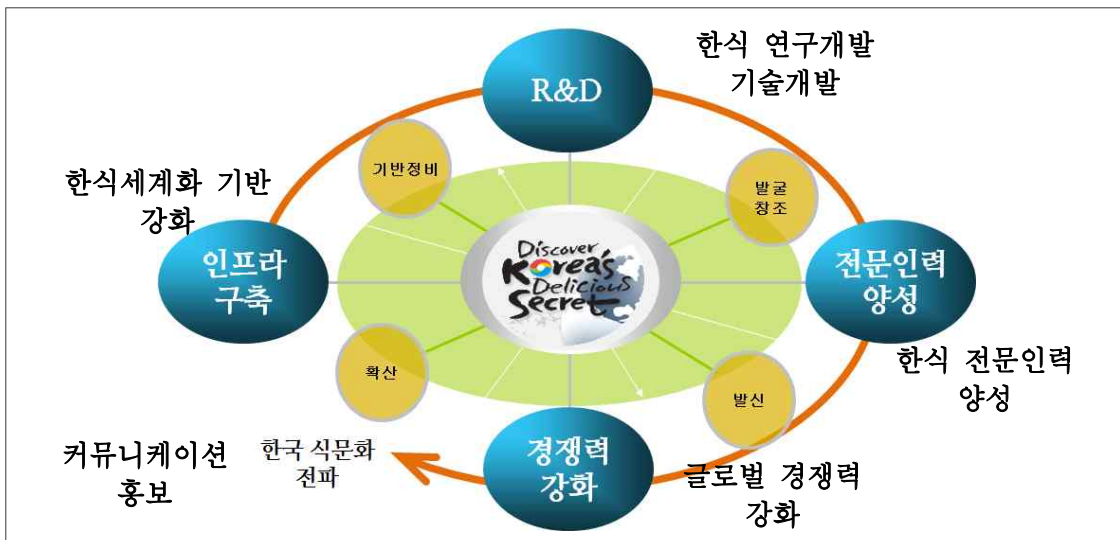 한식 연구개발
기술개발
R&D
기반정비
발굴
창조
한식세계화 기반
강화
인프라
구축
Discover
Korea's
Delicious
Secret
전문인력
양성
확산
발신
한식 전문인력
양성
커뮤니케이션
홍보
한국 식문화
전파
경쟁력
강화
글로벌 경쟁력
강화